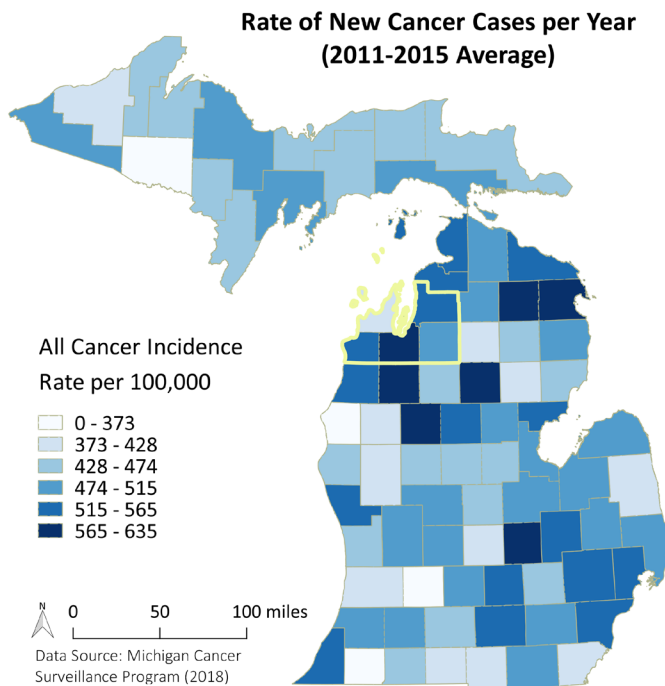 Rate of New Cancer Cases per Year
(2011-2015 Average)
All Cancer Incidence
Rate per 100,000
0 - 373
373 - 428
428 - 474
474 - 515
515 - 565
565 - 635
N
0 50 100 miles
Data Source: Michigan Cancer
Surveillance Program (2018)